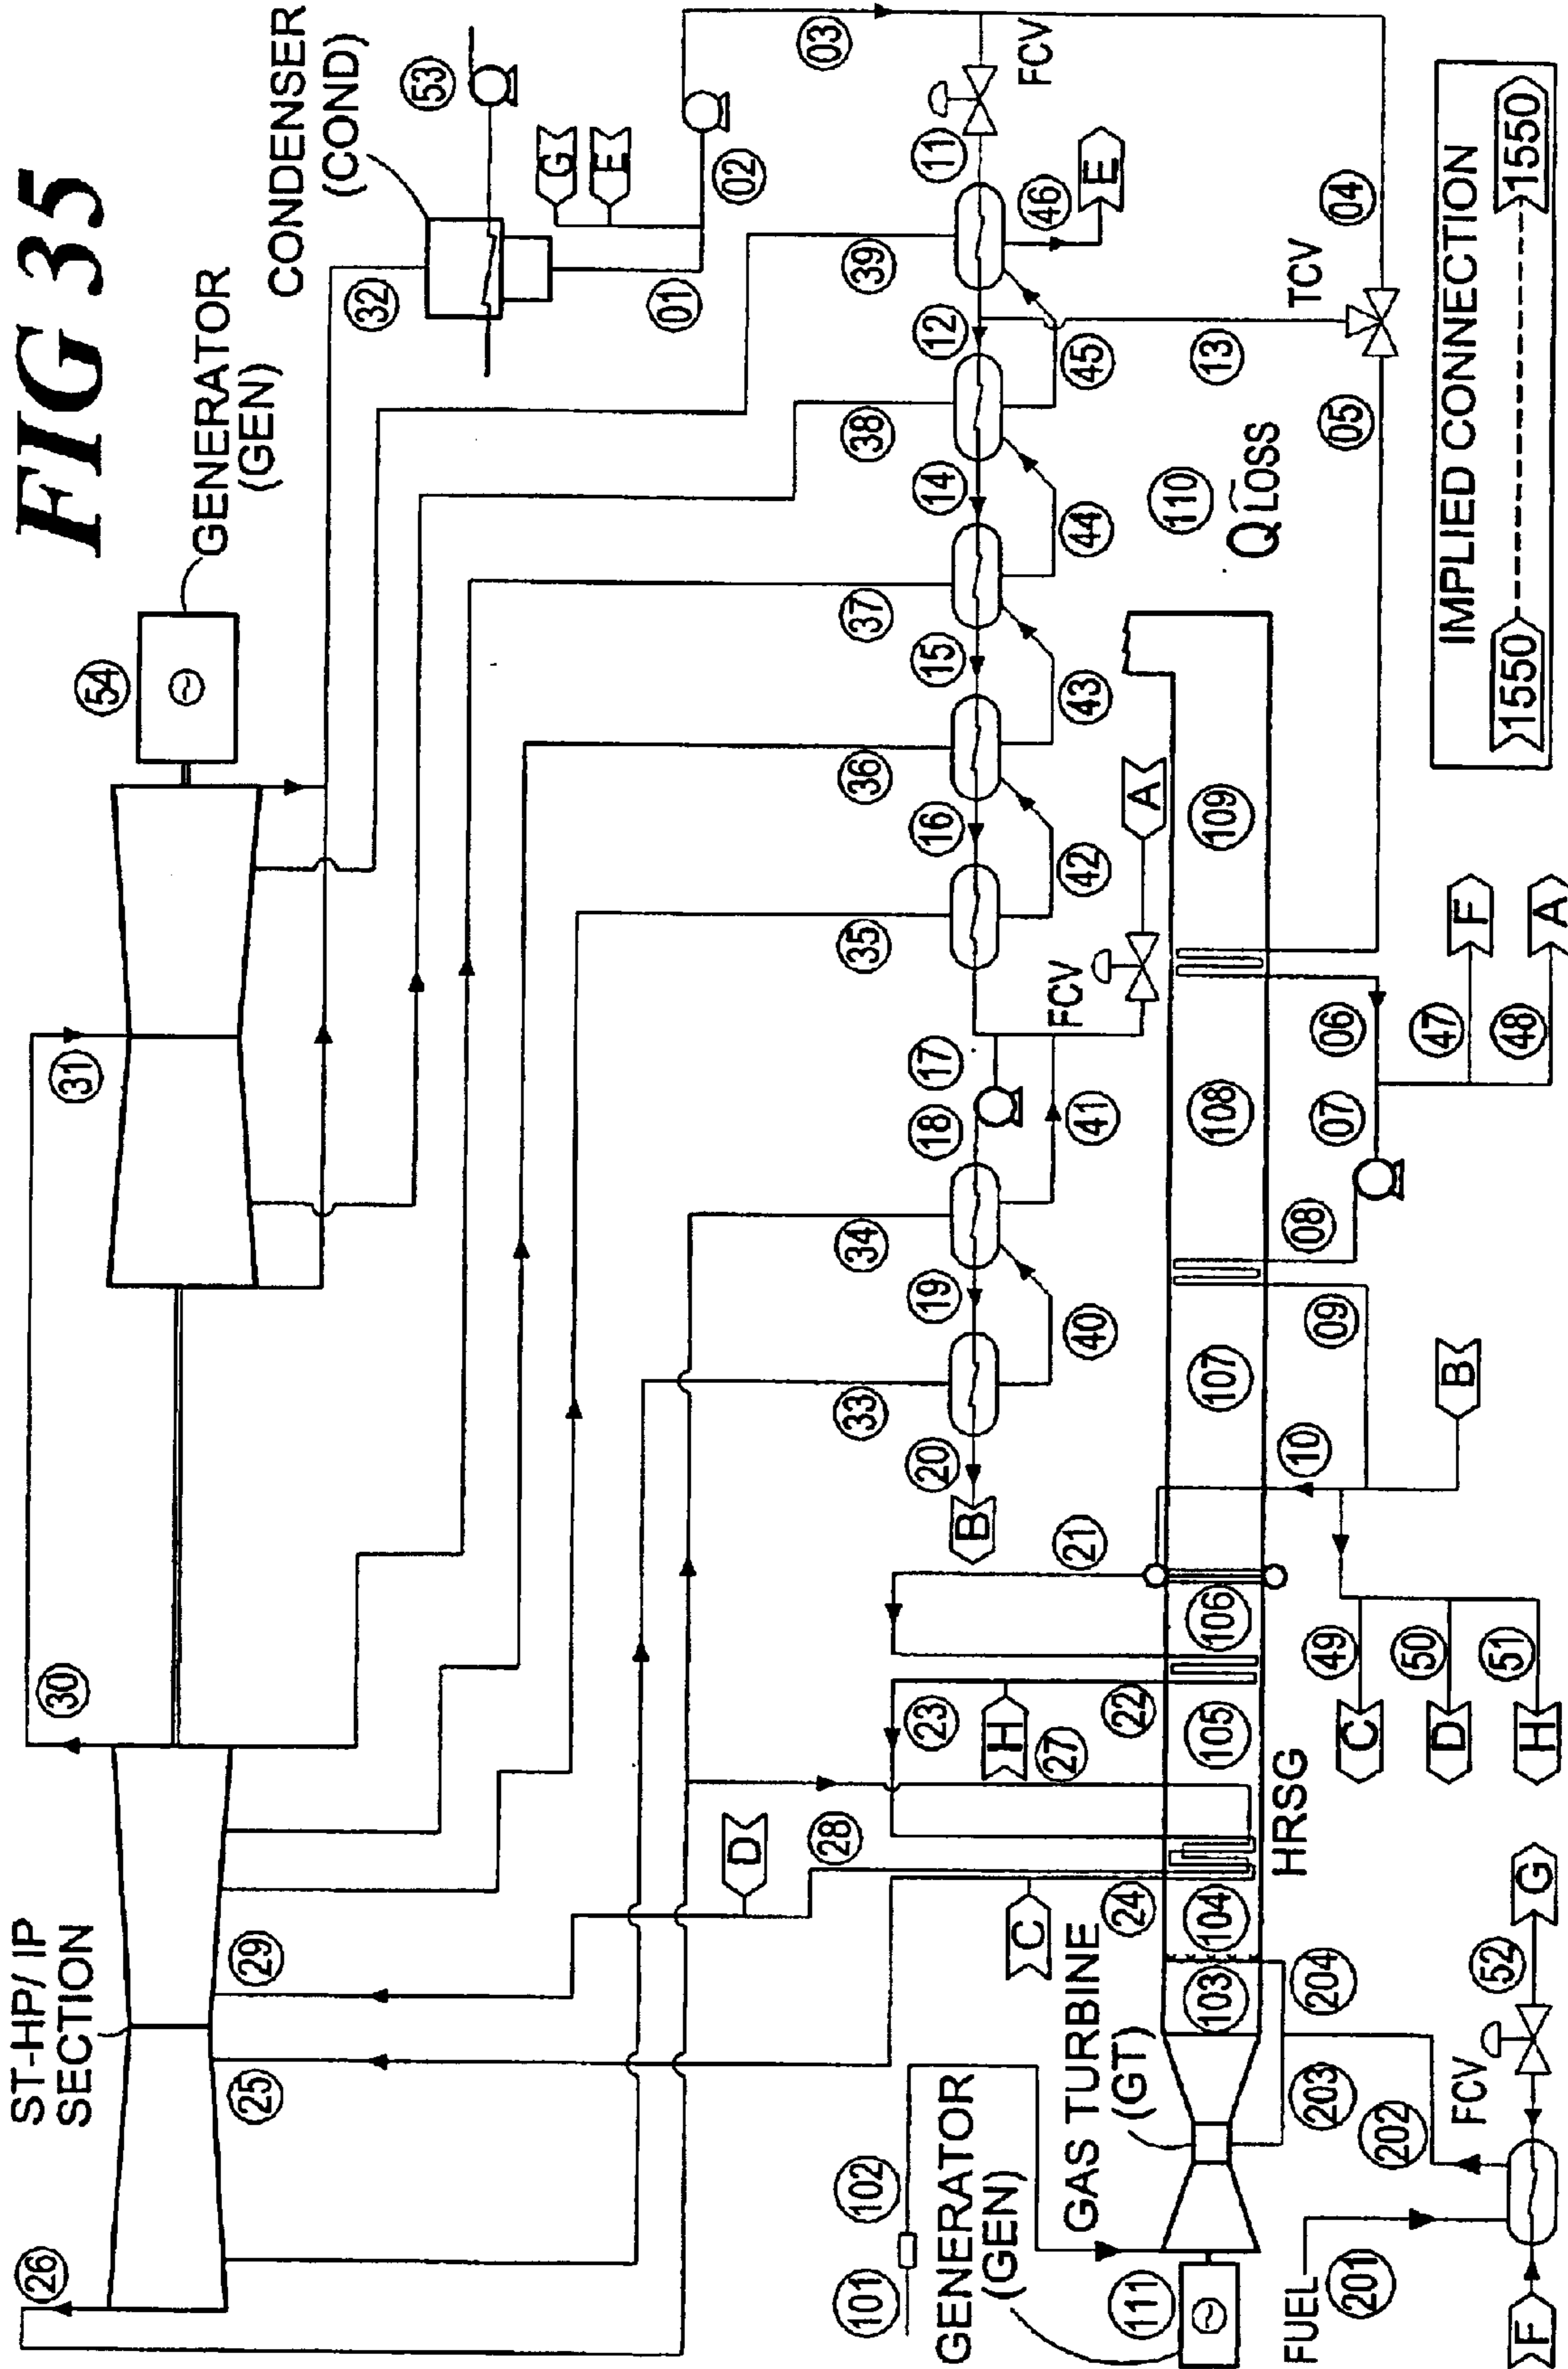 FIG 35
CONDENSER
(COND)
53
GENERATOR
(GEN)
54
32
G
E
01
02
03
FCV
11
46
E
39
12
45
13
TCV
04
05
38
14
44
110
Q LOSS
37
15
43
36
16
42
A
109
35
FCV
17
18
41
108
06
47
F
07
48
A
31
30
34
08
19
40
107
09
33
20
B
10
B
21
106
49
C
50
D
51
H
23
H
22
27
105
HRSG
28
D
24
104
C
ST-HP/IP
SECTION
29
25
26
103
204
GAS TURBINE
(GT)
203
202
102
101
GENERATOR
(GEN)
111
FUEL
201
F
FCV
52
G
IMPLIED CONNECTION
1550
1550